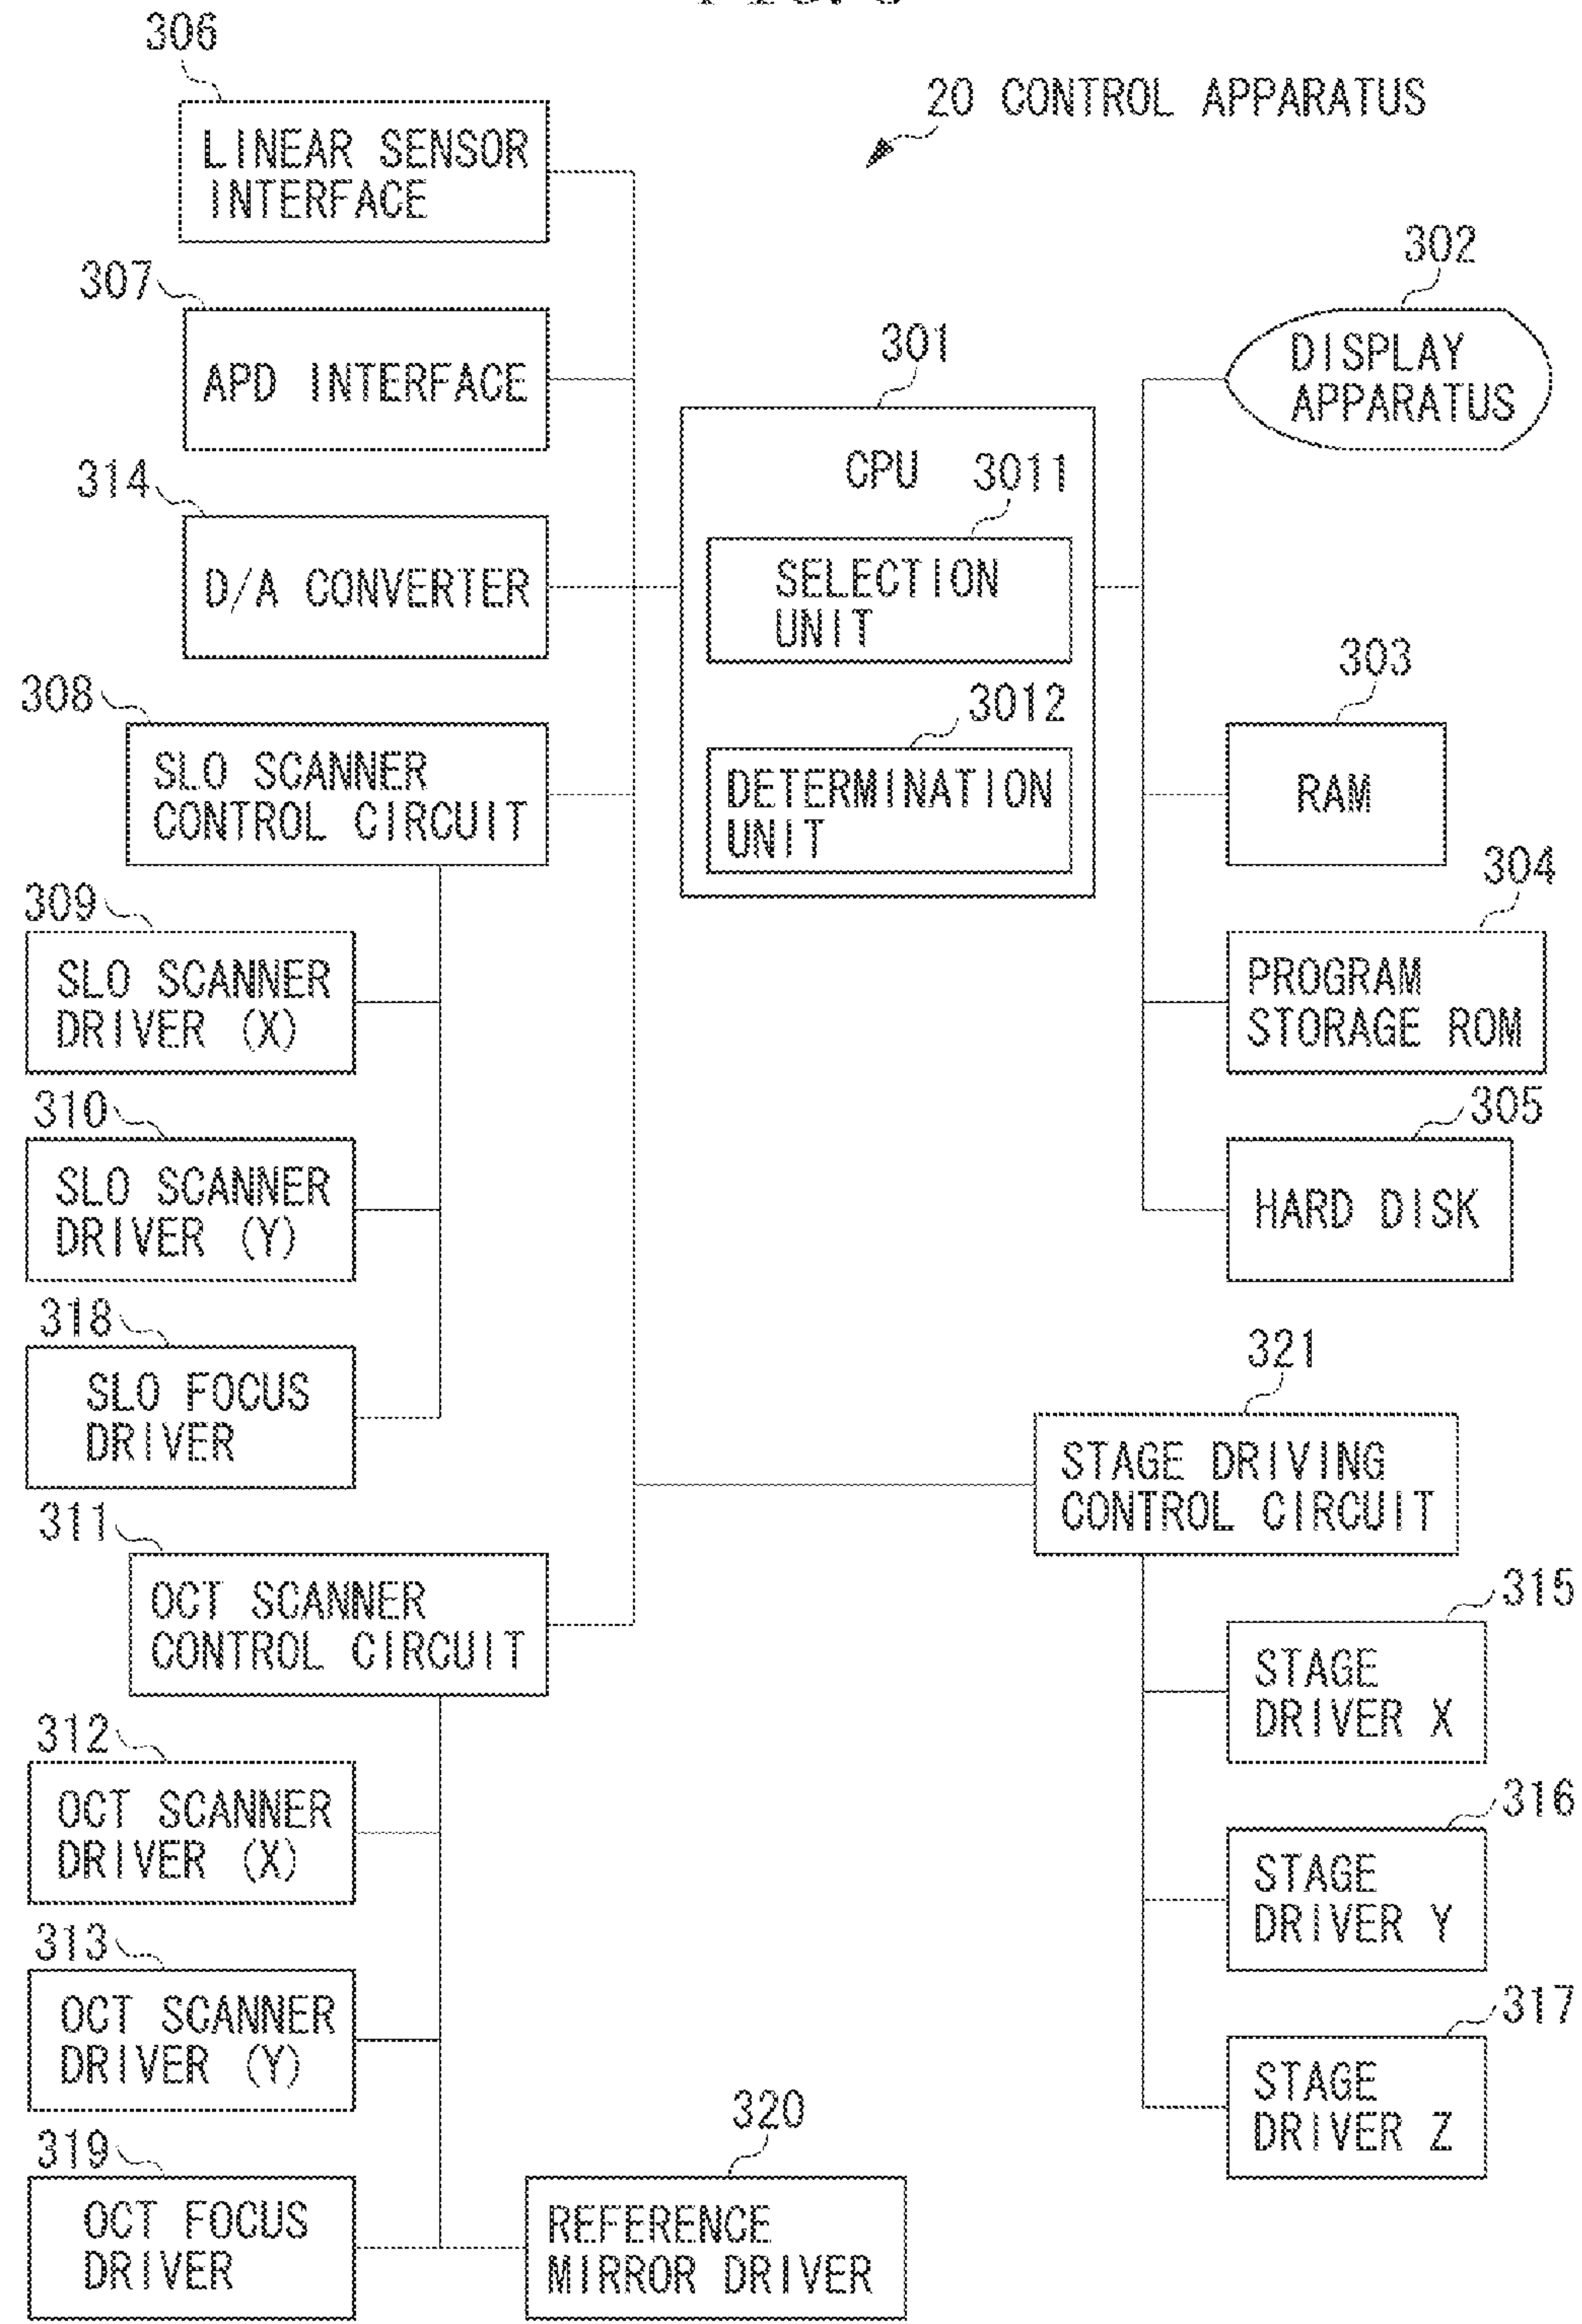 306
20 CONTROL APPARATUS
LINEAR SENSOR
INTERFACE
302
307
DISPLAY
APPARATUS
APD INTERFACE
301
CPU
314
3011
D/A CONVERTER
SELECTION
UNIT
303
308
3012
SLO SCANNER
CONTROL CIRCUIT
DETERMINATION
UNIT
RAM
304
309
SLO SCANNER
DRIVER (X)
PROGRAM
STORAGE ROM
310
305
SLO SCANNER
DRIVER (Y)
HARD DISK
318
321
SLO FOCUS
DRIVER
STAGE DRIVING
CONTROL CIRCUIT
311
315
OCT SCANNER
CONTROL CIRCUIT
STAGE
DRIVER X
312
316
OCT SCANNER
DRIVER (X)
STAGE
DRIVER Y
313
317
OCT SCANNER
DRIVER (Y)
STAGE
DRIVER Z
319
320
OCT FOCUS
DRIVER
REFERENCE
MIRROR DRIVER